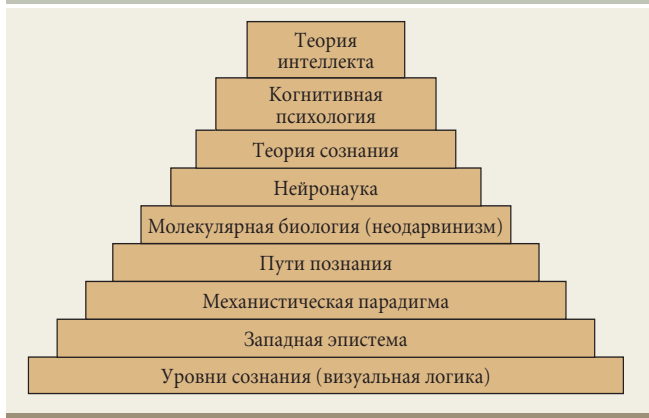 Теория
интеллекта
Когнитивная
психология
Теория сознания
Нейронаука
Молекулярная биология (неодарвинизм)
Пути познания
Механистическая парадигма
Западная эпистема
Уровни сознания (визуальная логика)